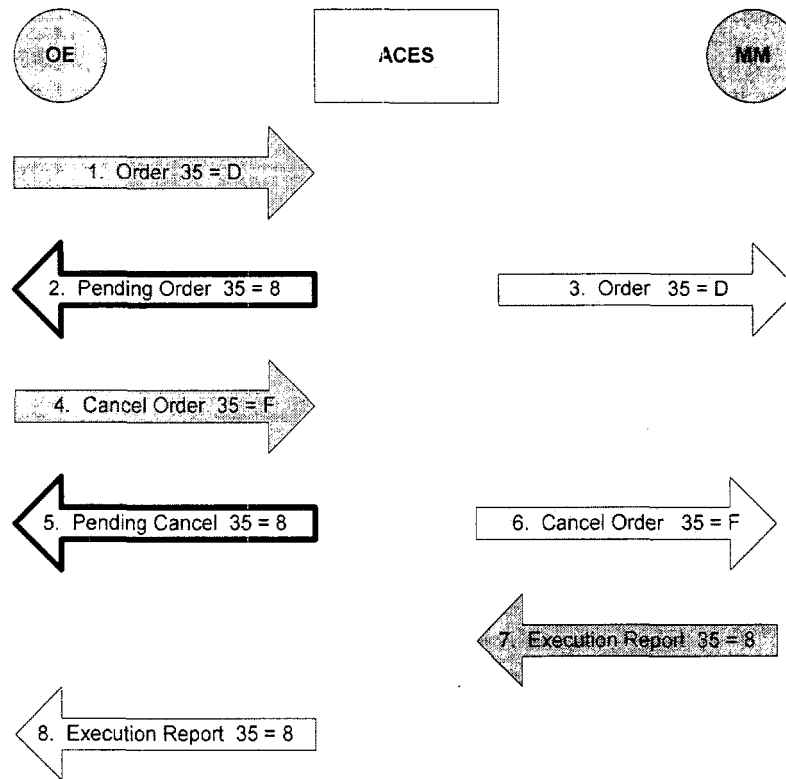 OE
ACES
MM
1. Order 35 = D
2. Pending Order 35 = 8
3. Order 35 = D
4. Cancel Order 35 = F
5. Pending Cancel 35 = 8
6. Cancel Order 35 = F
7. Execution Report 35 = 8
8. Execution Report 35 = 8